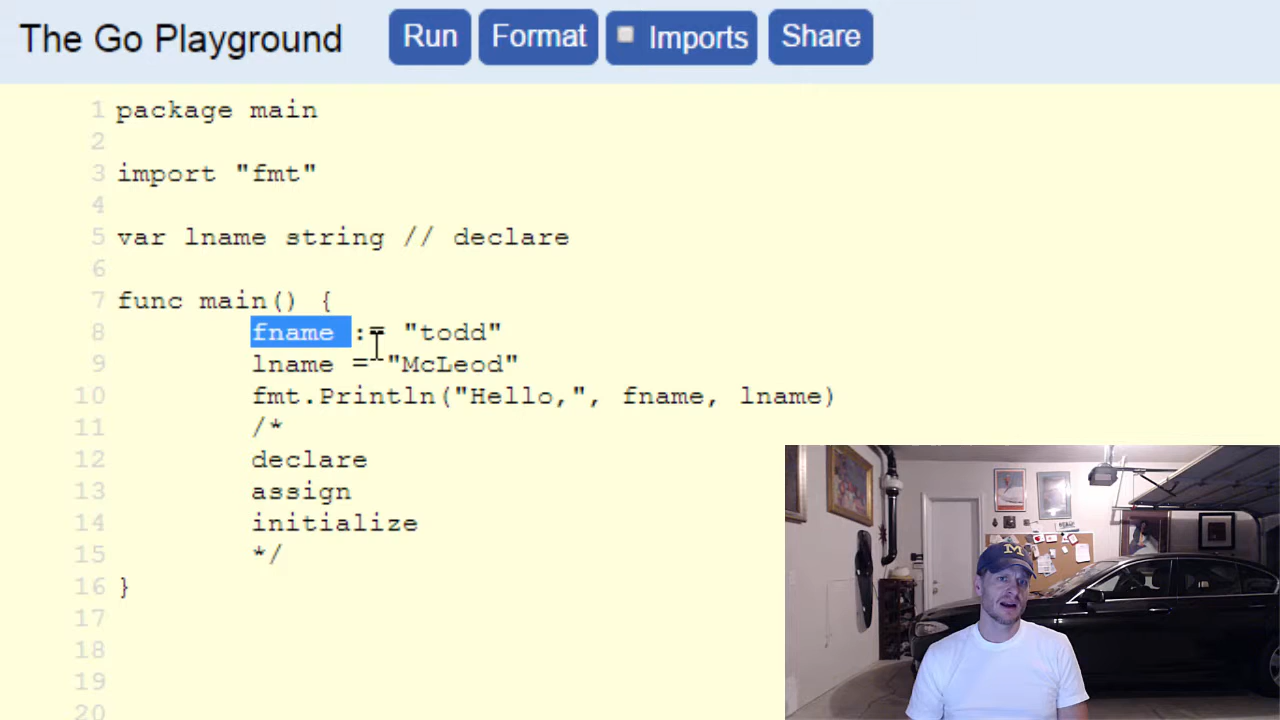 The Go Playground Run Format Imports Share
1 package main
2
3 import "fmt"
4
5 var lname string // declare
6
7 func main() {
8 fname := "todd"
9 lname = "McLeod"
10 fmt.Println("Hello,", fname, lname)
11 /*
12 declare
13 assign
14 initialize
15 */
16 }
17
18
19
20
M